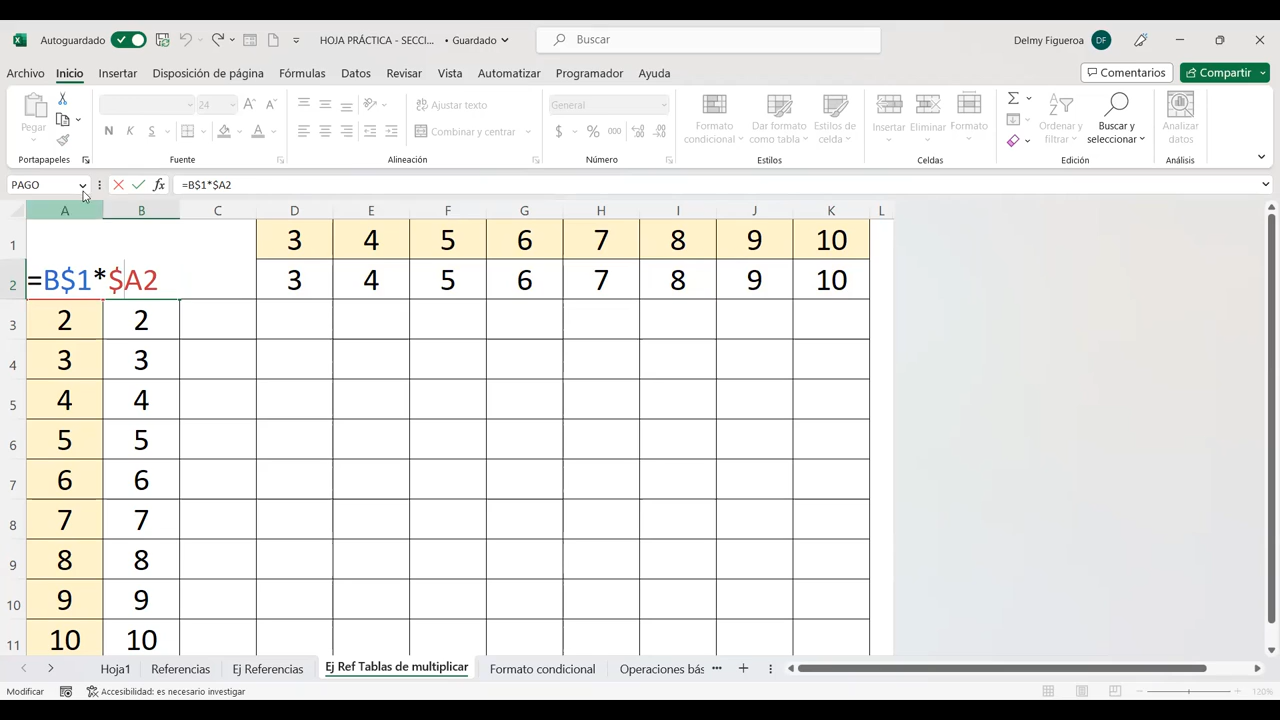 Autoguardado HOJA PRÁCTICA - SECCI... • Guardado Buscar Delmy Figueroa DF
Archivo Inicio Insertar Disposición de página Fórmulas Datos Revisar Vista Automatizar Programador Ayuda Comentarios Compartir
Pegar
Portapapeles
24
N K S
Fuente
Ajustar texto
Combinar y centrar
Alineación
General
$ % 000
Número
Formato condicional
Dar formato como tabla
Estilos de celda
Estilos
Insertar Eliminar Formato
Celdas
Ordenar y filtrar
Buscar y seleccionar
Edición
Analizar datos
Análisis
PAGO fx =B$1*$A2
A B C D E F G H I J K L
1 3 4 5 6 7 8 9 10
2 =B$1*$A2 3 4 5 6 7 8 9 10
3 2 2
4 3 3
5 4 4
6 5 5
7 6 6
8 7 7
9 8 8
10 9 9
11 10 10
Hoja1 Referencias Ej Referencias Ej Ref Tablas de multiplicar Formato condicional Operaciones bás ...
Modificar Accesibilidad: es necesario investigar 120%